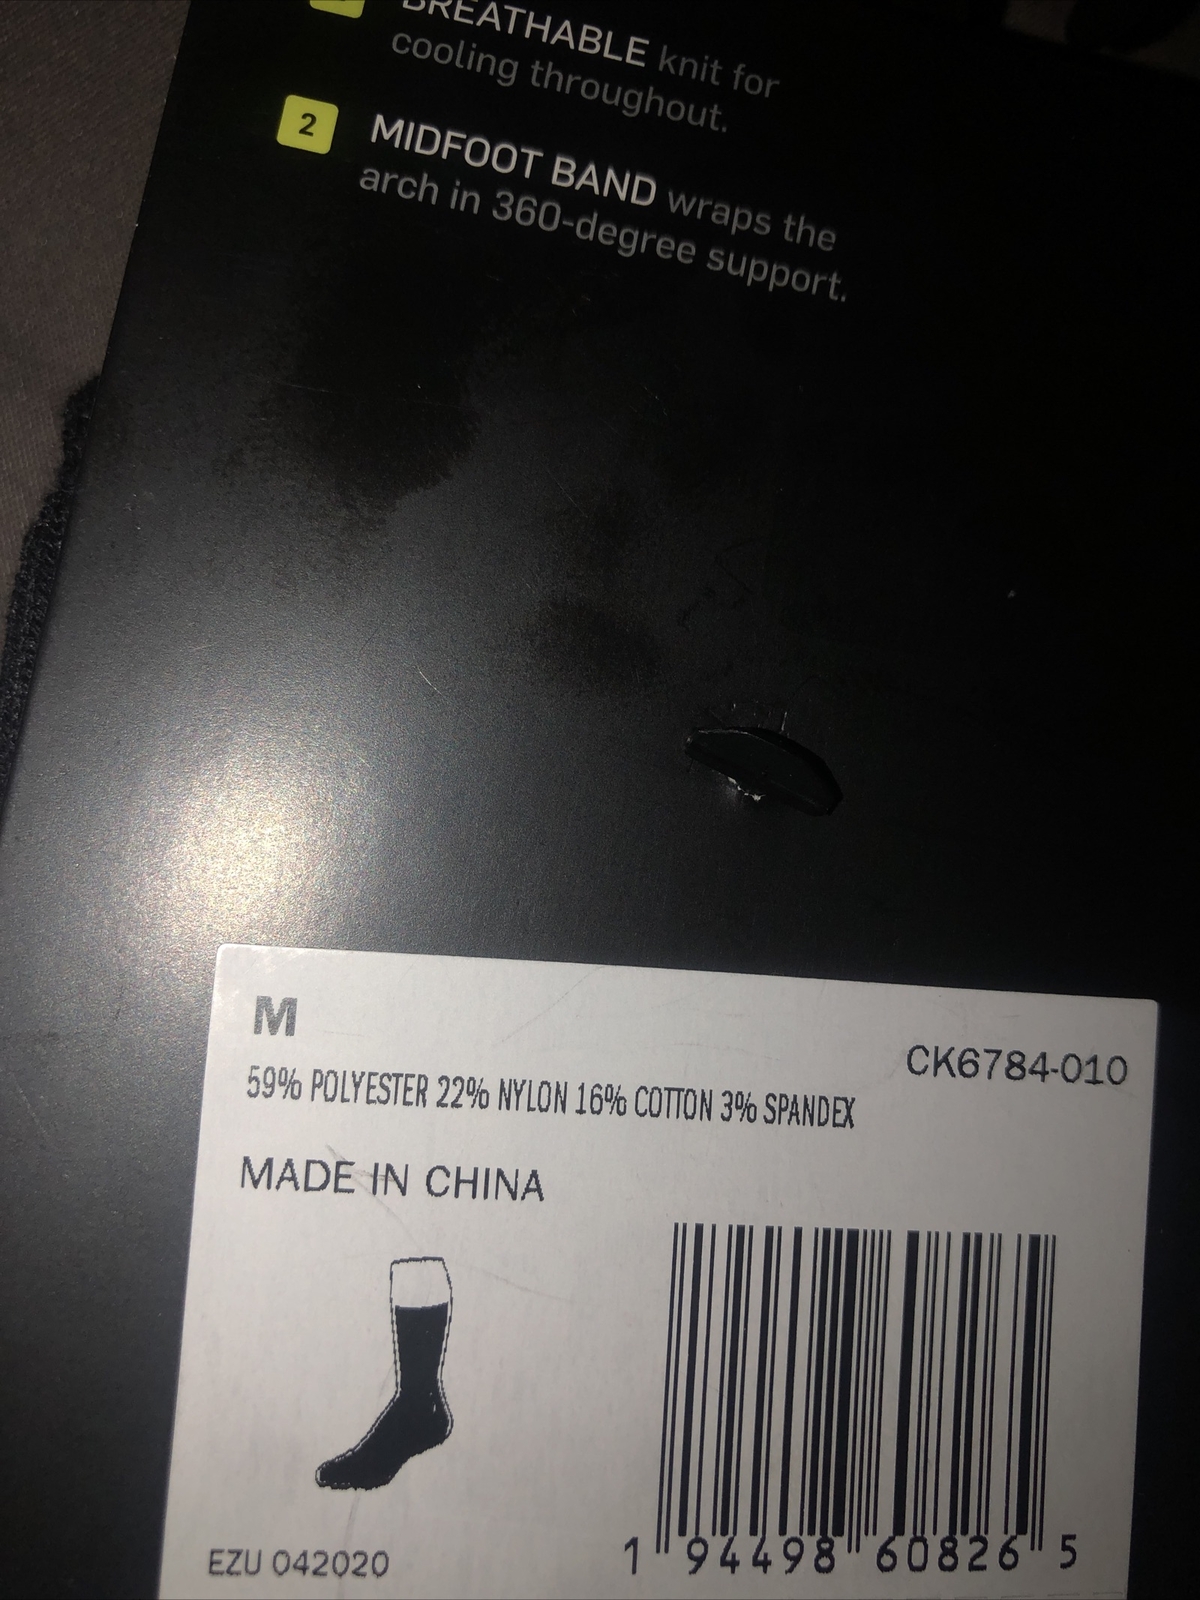 BREATHABLE knit for
cooling throughout.
2
MIDFOOT BAND wraps the
arch in 360-degree support.
M
CK6784-010
59% POLYESTER 22% NYLON 16% COTTON 3% SPANDEX
MADE IN CHINA
EZU 042020
1 94498 60826 5